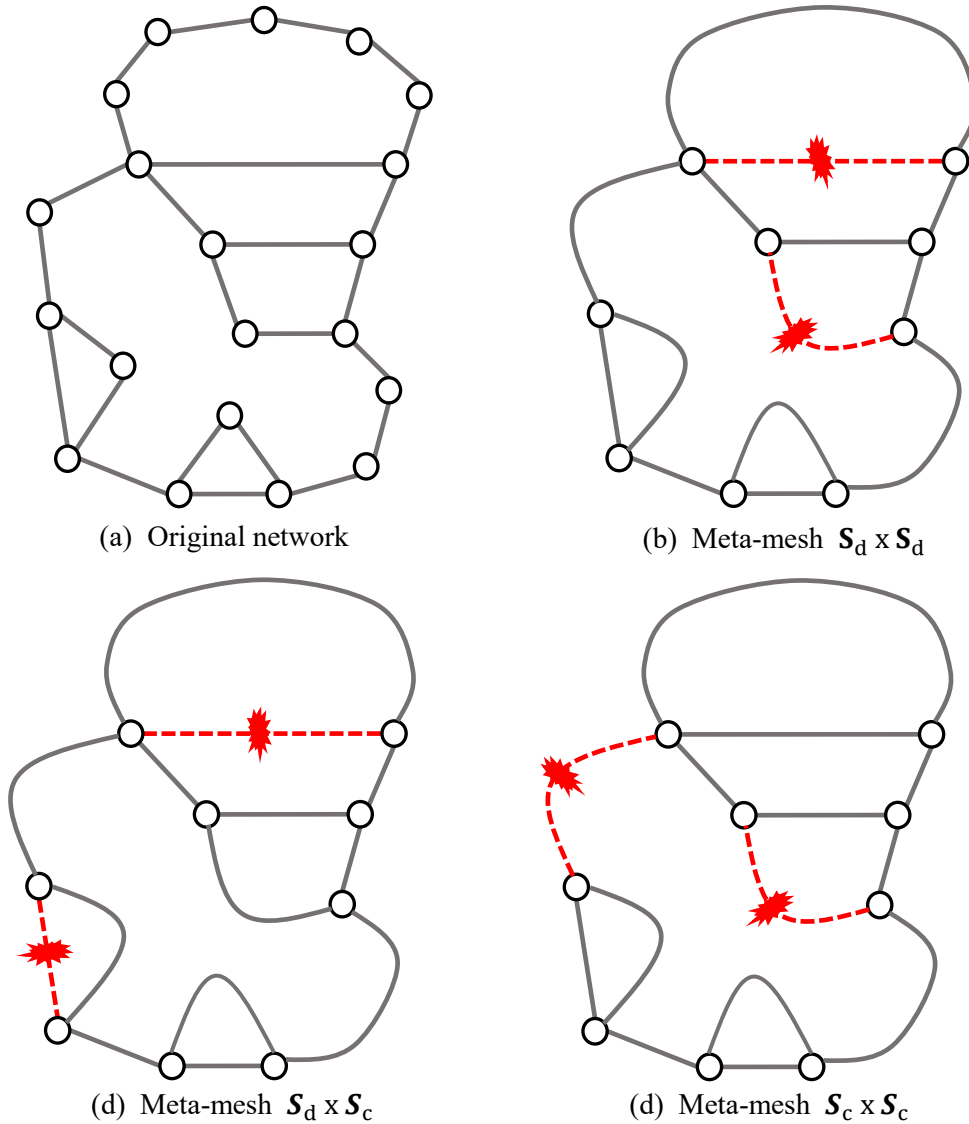 (a) Original network
(b) Meta-mesh S_d x S_d
(d) Meta-mesh S_d x S_c
(d) Meta-mesh S_c x S_c